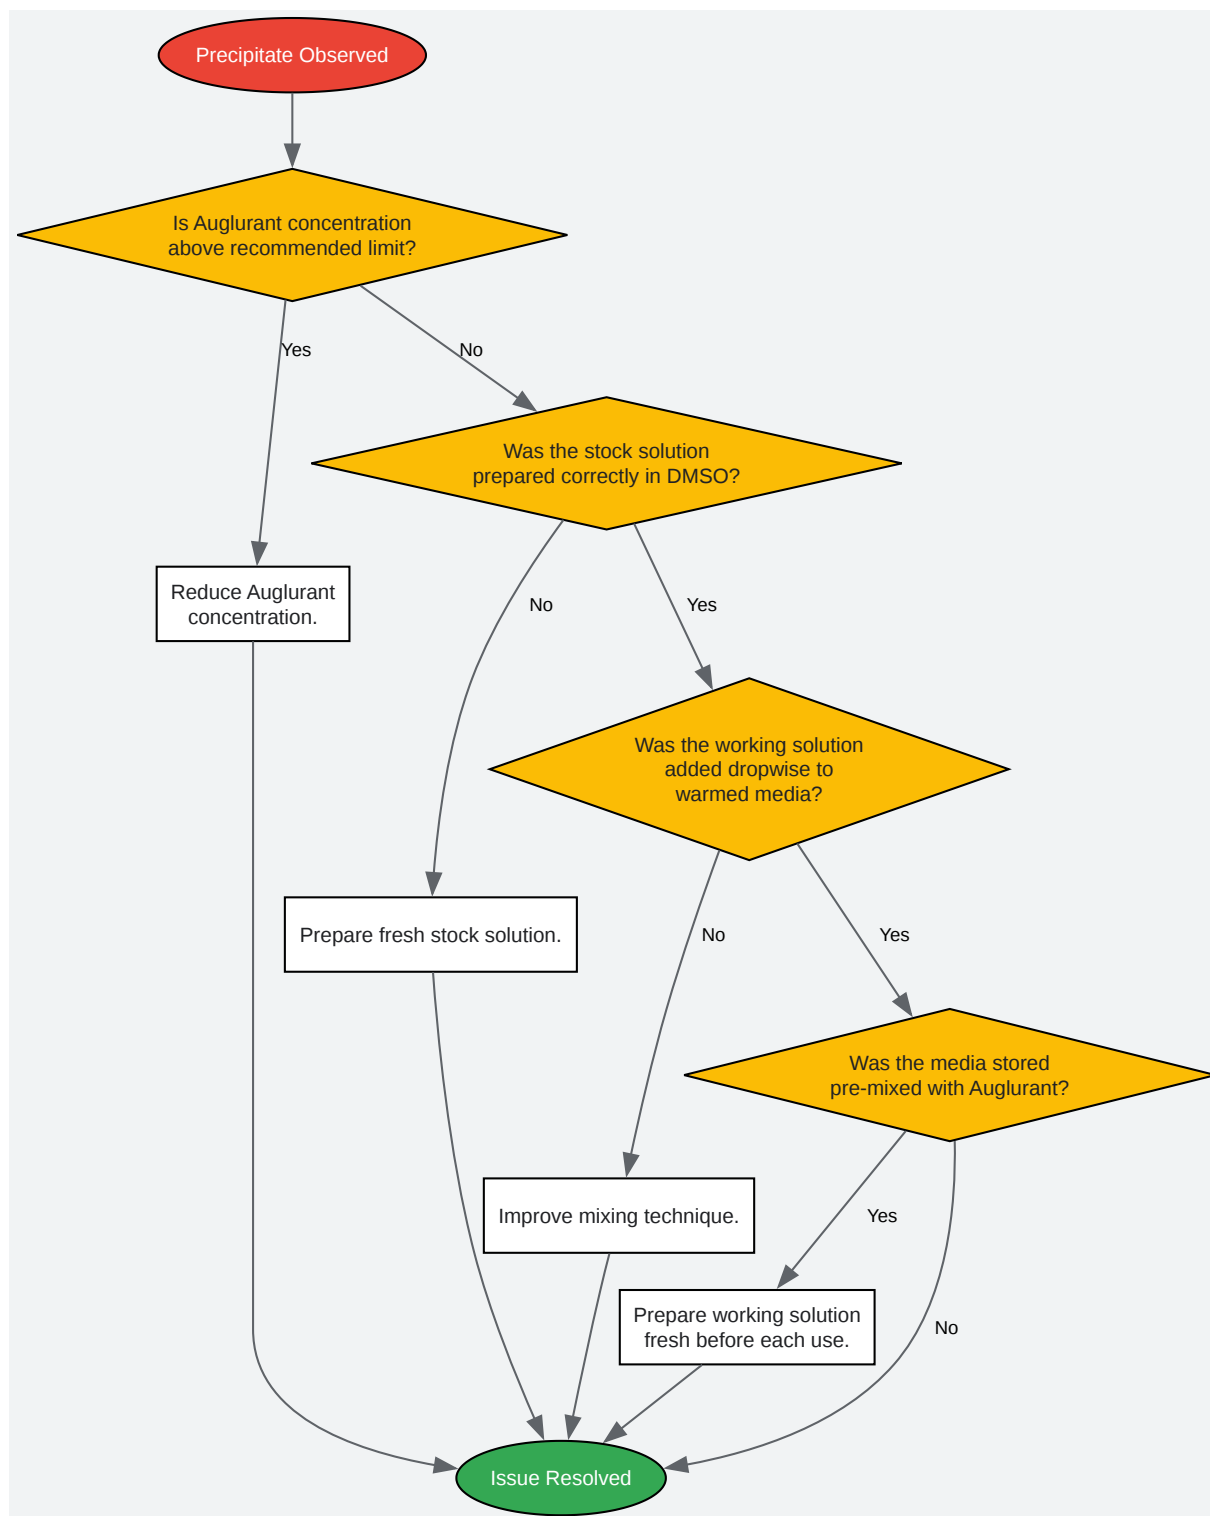 Precipitate Observed
Is Auglurant concentration
above recommended limit?
Yes
No
Was the stock solution
prepared correctly in DMSO?
Reduce Auglurant
concentration.
No
Yes
Was the working solution
added dropwise to
warmed media?
Prepare fresh stock solution.
No
Yes
Was the media stored
pre-mixed with Auglurant?
Improve mixing technique.
Yes
Prepare working solution
fresh before each use.
No
Issue Resolved